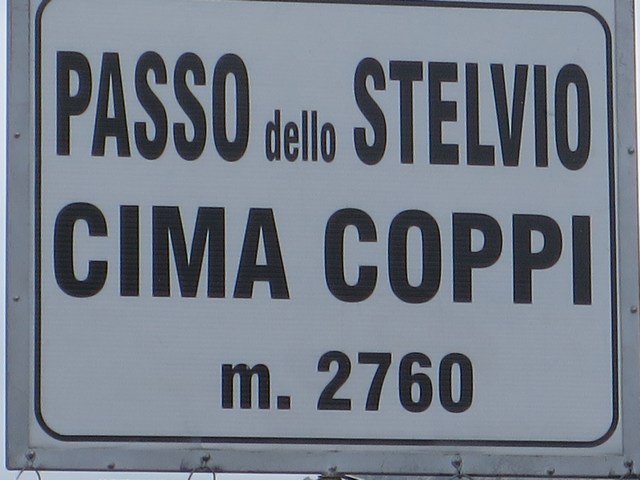 PASSO dello STELVIO
CIMA COPPI
m. 2760